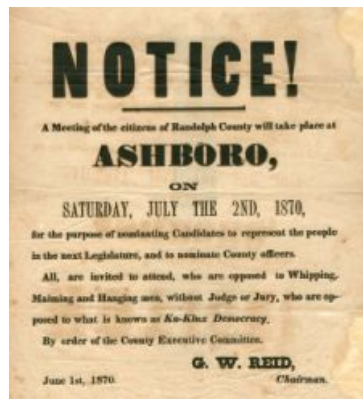 NOTICE!
A Meeting of the citizens of Randolph County will take place at
ASHBORO,
ON
SATURDAY, JULY THE 2ND, 1870,
for the purpose of nominating Candidates to represent the people
in the next Legislature, and to nominate County officers.
All, are invited to attend, who are opposed to Whipping,
Maiming and Hanging men, without Judge or Jury, who are op-
posed to what is known as Ku-Klux Democracy.
By order of the County Executive Committee.
G. W. REID,
June 1st, 1870. Chairman.